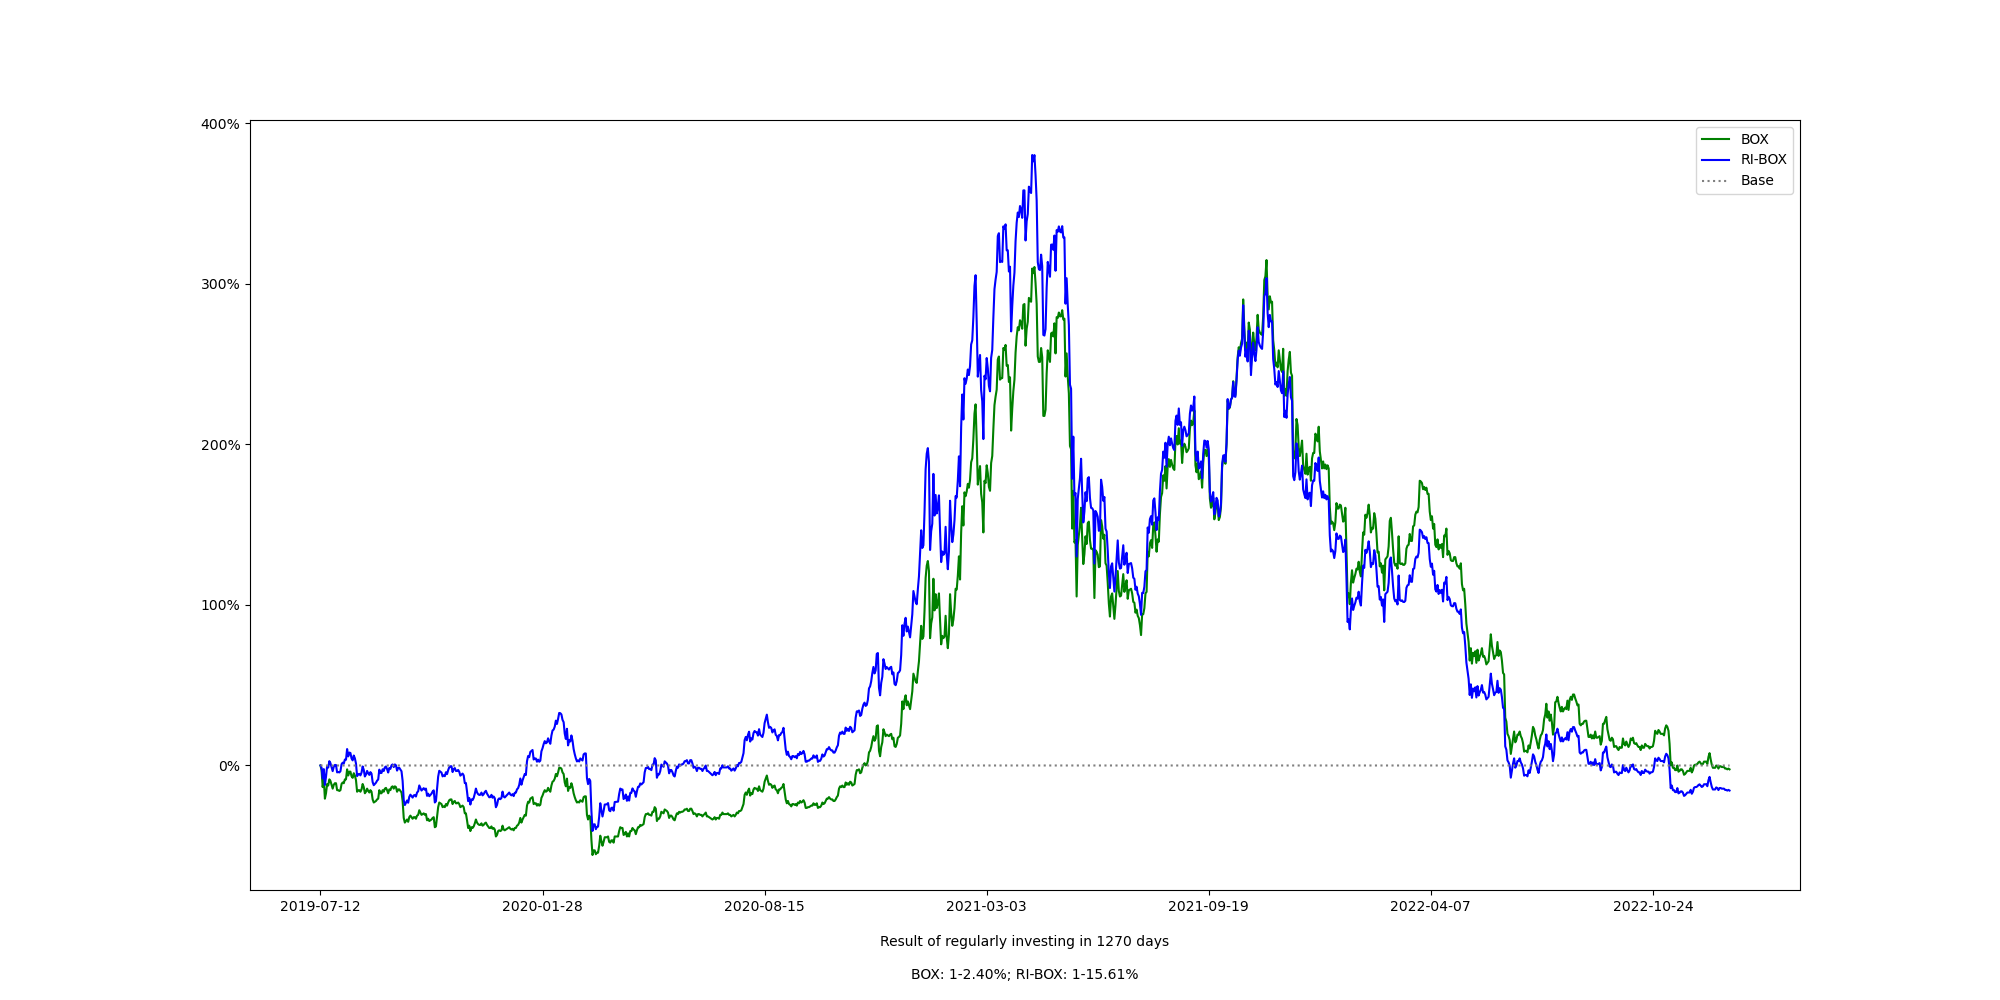 400%
300%
200%
100%
0%
BOX
RI-BOX
Base
2019-07-12 2020-01-28 2020-08-15 2021-03-03 2021-09-19 2022-04-07 2022-10-24
Result of regularly investing in 1270 days
BOX: 1-2.40%; RI-BOX: 1-15.61%